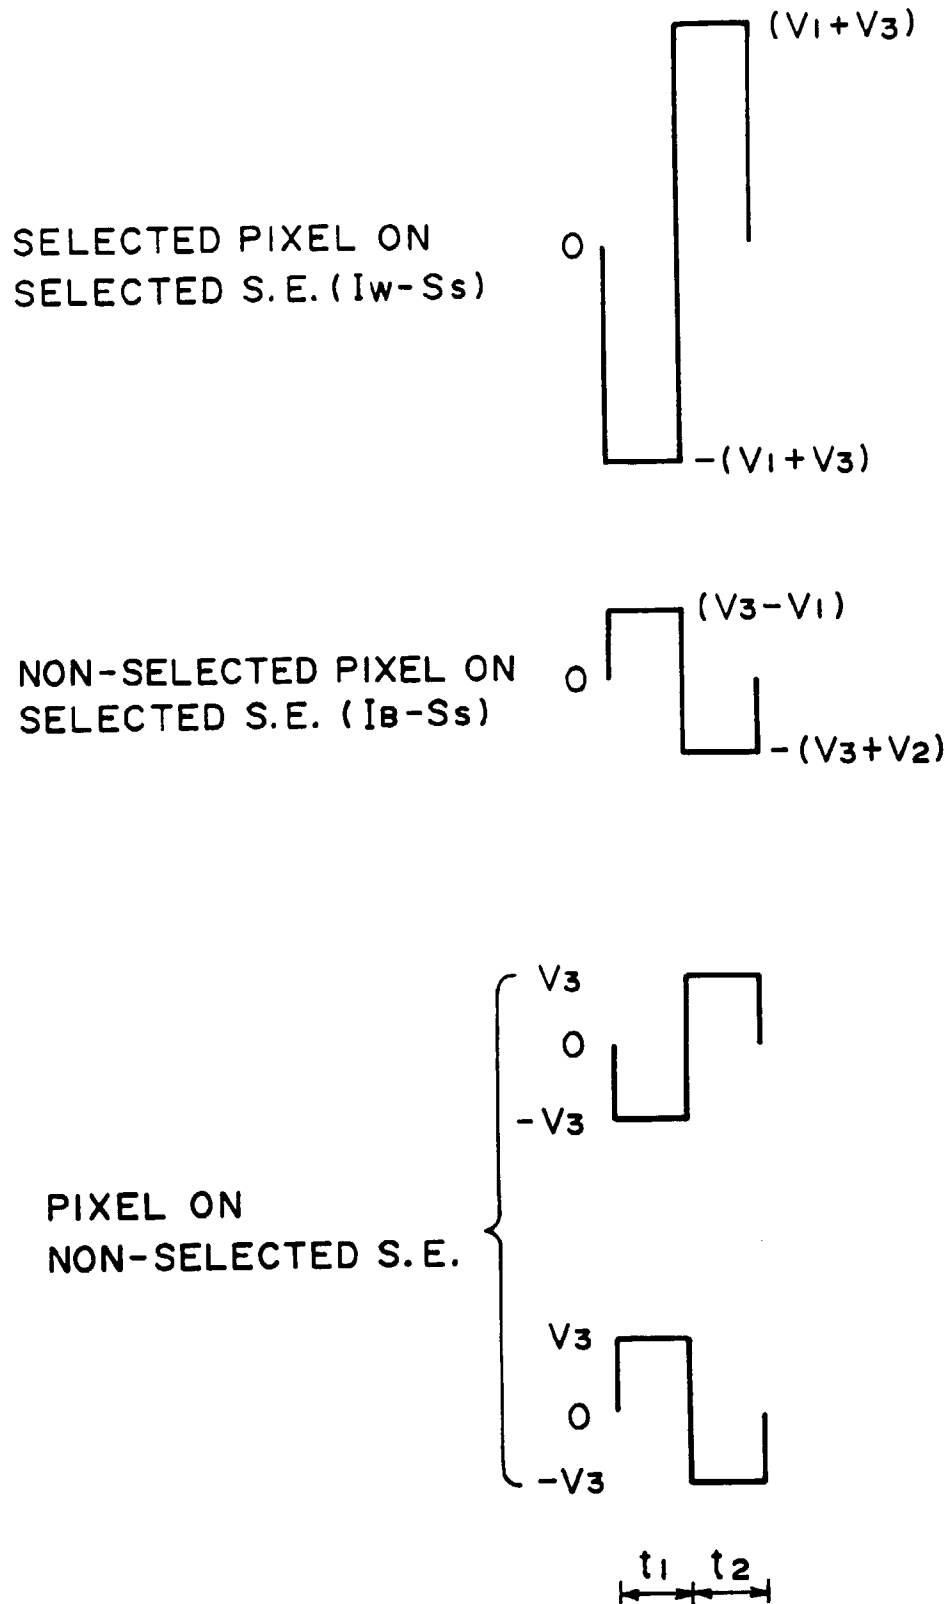 (V1+V3)
0
SELECTED PIXEL ON
SELECTED S.E. (IW-SS)
-(V1+V3)
(V3-V1)
NON-SELECTED PIXEL ON
SELECTED S.E. (IB-SS)
0
-(V3+V2)
V3
0
-V3
PIXEL ON
NON-SELECTED S.E.
V3
0
-V3
t1 t2